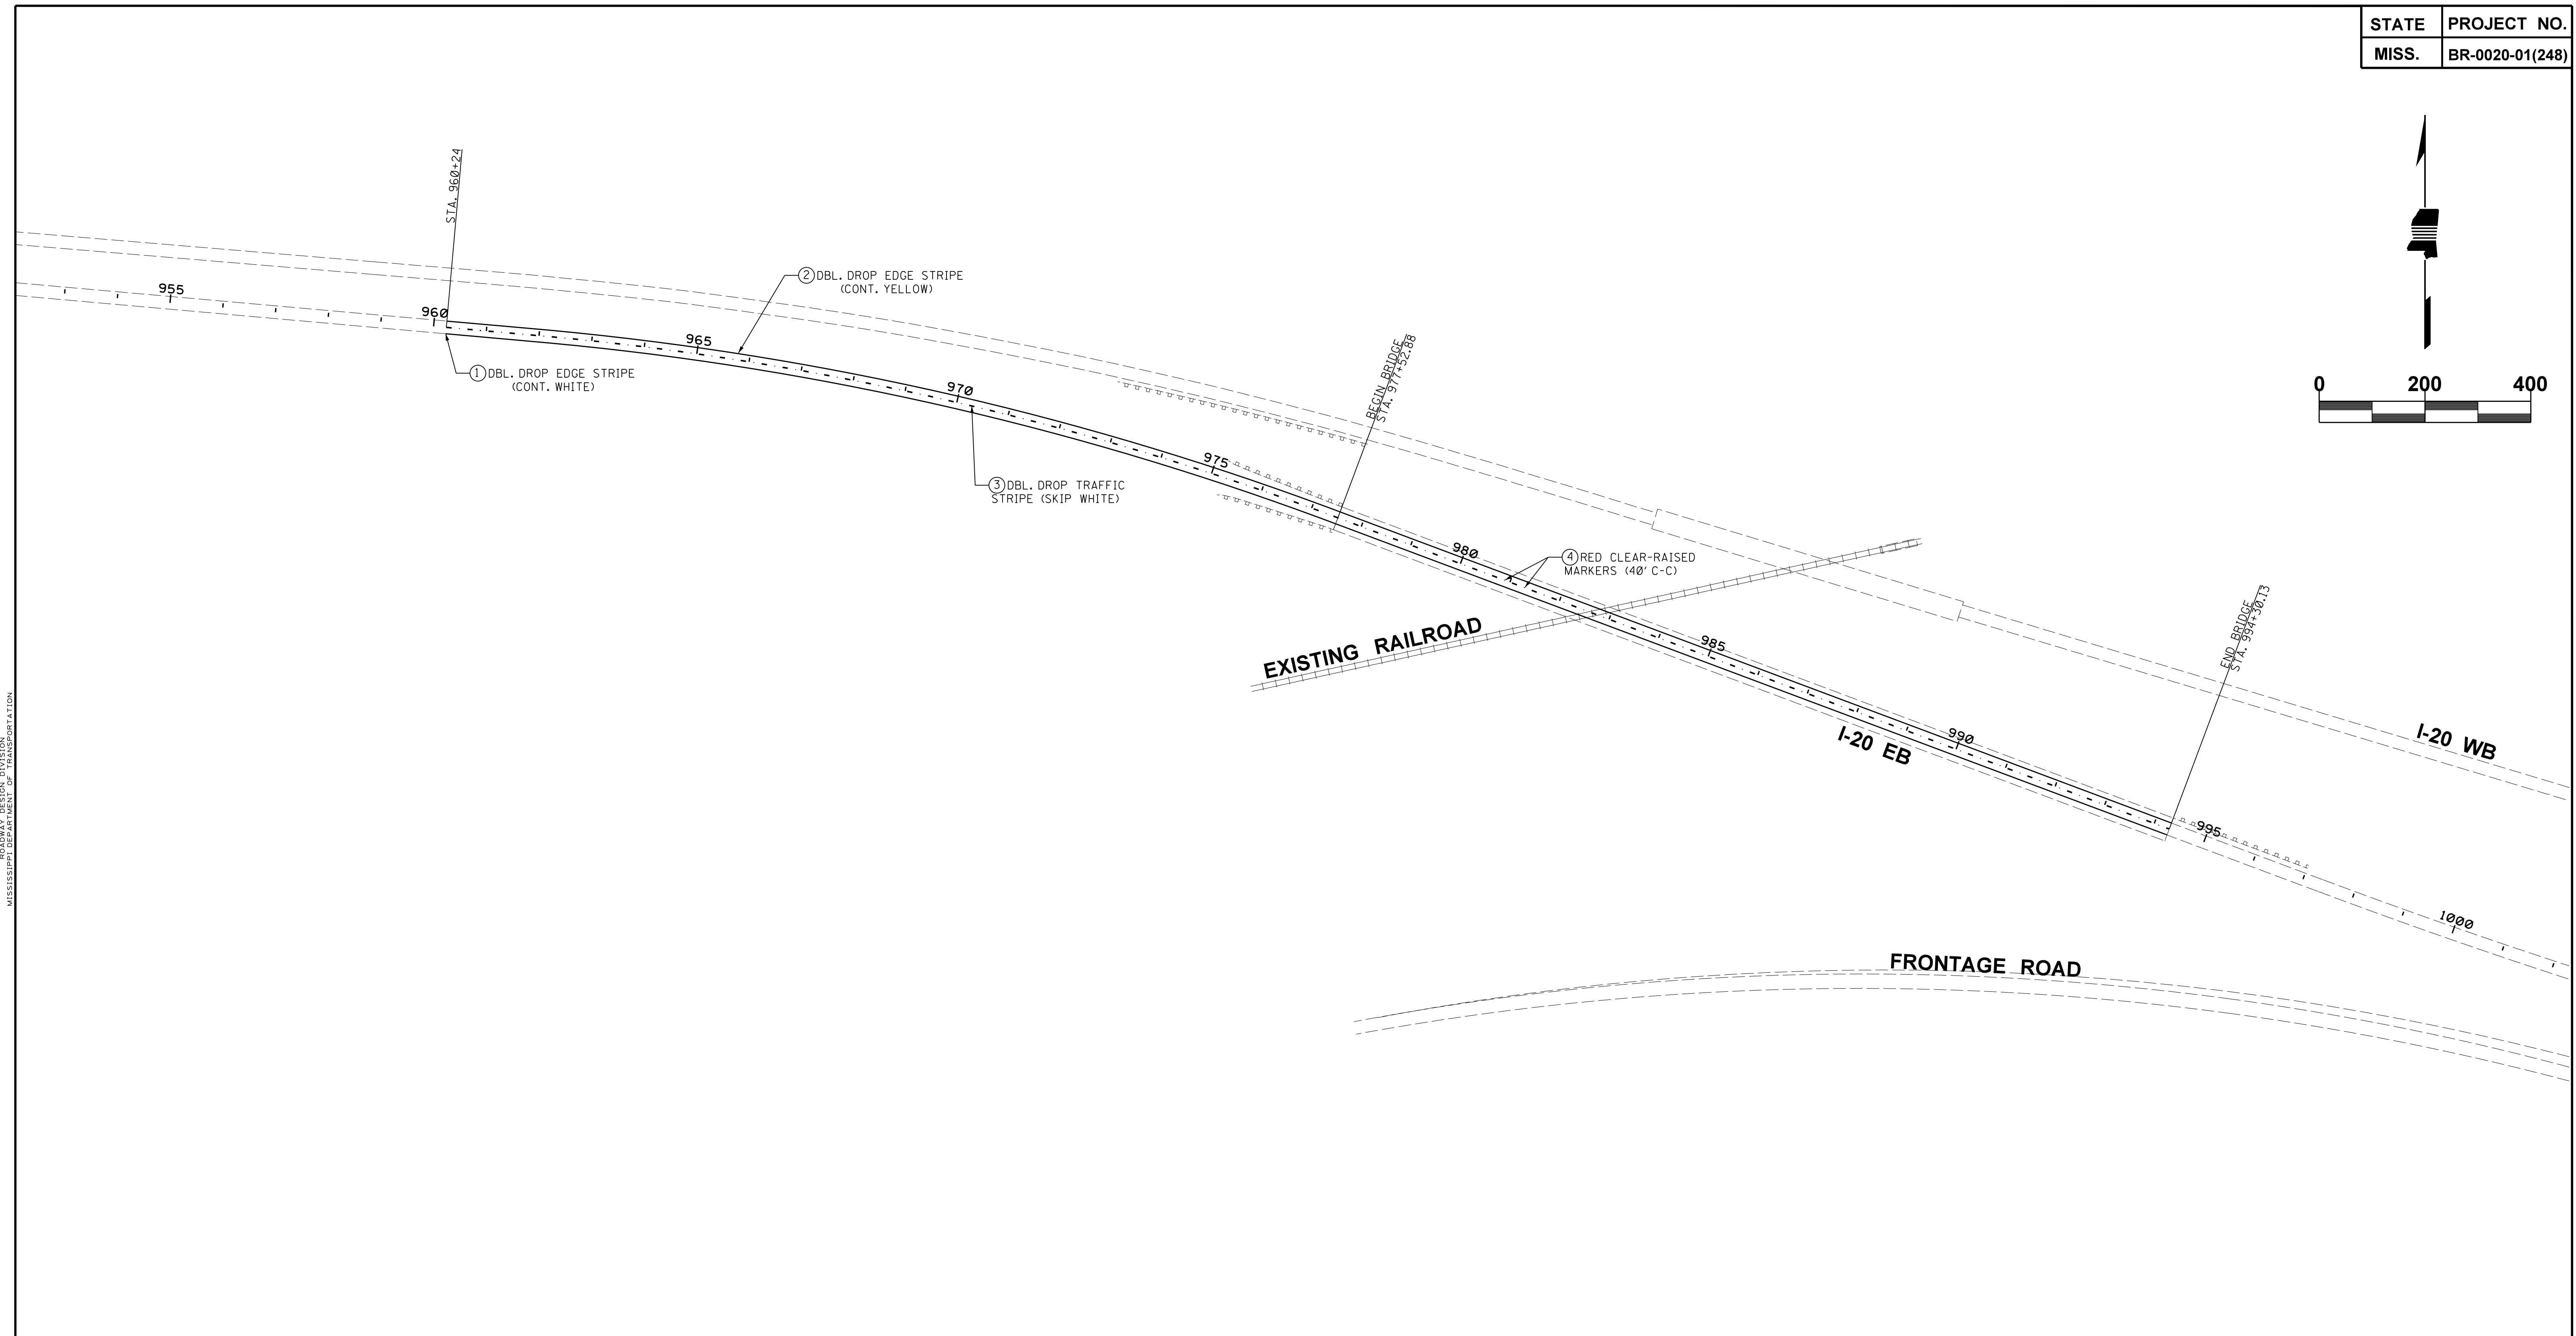 STATE PROJECT NO.
MISS. BR-0020-01(248)
STA. 960+24
955
960
965
970
975
980
985
990
995
1000
2 DBL. DROP EDGE STRIPE
(CONT. YELLOW)
1 DBL. DROP EDGE STRIPE
(CONT. WHITE)
3 DBL. DROP TRAFFIC
STRIPE (SKIP WHITE)
BEGIN BRIDGE
STA. 977+52.88
4 RED CLEAR-RAISED
MARKERS (40' C-C)
EXISTING RAILROAD
END BRIDGE
STA. 994+30.13
I-20 EB
I-20 WB
FRONTAGE ROAD
0 200 400
ROADWAY DESIGN DIVISION
MISSISSIPPI DEPARTMENT OF TRANSPORTATION